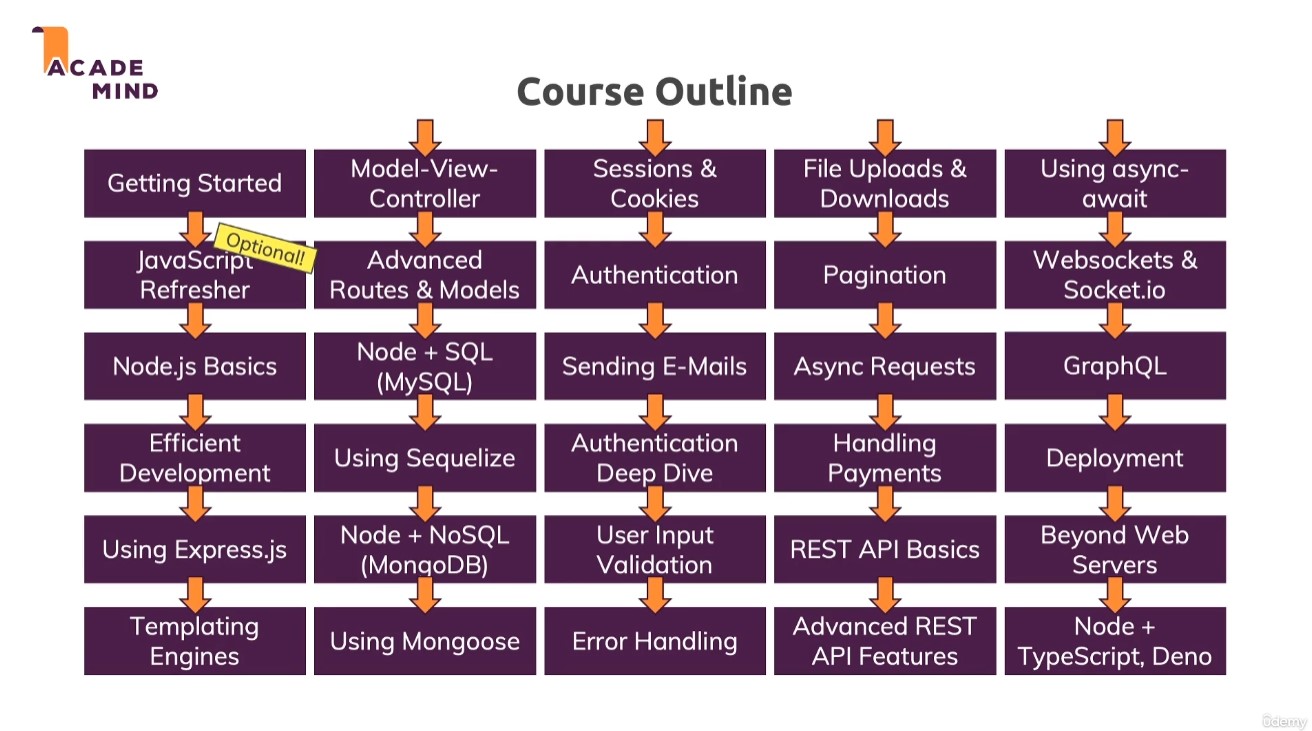 ACADE
MIND
Course Outline
Getting Started
Optional!
JavaScript
Refresher
Node.js Basics
Efficient
Development
Using Express.js
Templating
Engines
Model-View-
Controller
Advanced
Routes & Models
Node + SQL
(MySQL)
Using Sequelize
Node + NoSQL
(MongoDB)
Using Mongoose
Sessions &
Cookies
Authentication
Sending E-Mails
Authentication
Deep Dive
User Input
Validation
Error Handling
File Uploads &
Downloads
Pagination
Async Requests
Handling
Payments
REST API Basics
Advanced REST
API Features
Using async-
await
Websockets &
Socket.io
GraphQL
Deployment
Beyond Web
Servers
Node +
TypeScript, Deno
ûdemy